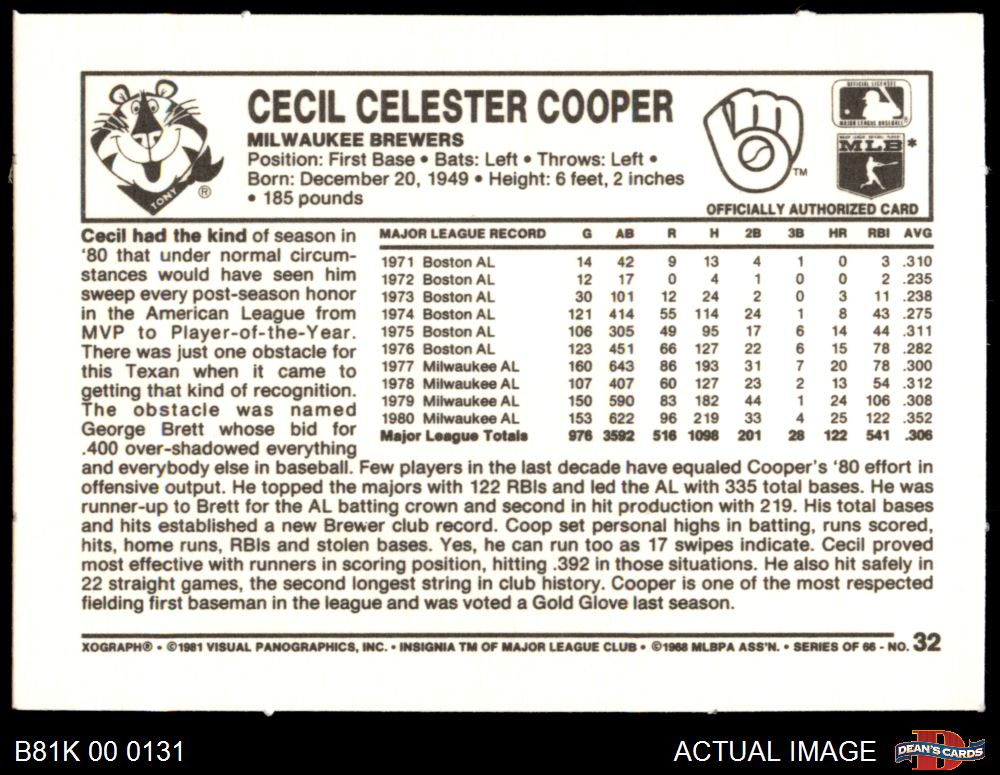 CECIL CELESTER COOPER
MILWAUKEE BREWERS
Position: First Base • Bats: Left • Throws: Left •
Born: December 20, 1949 • Height: 6 feet, 2 inches
• 185 pounds
TONY
®
TM
OFFICIAL LICENSEE
MAJOR LEAGUE BASEBALL
MLB*
OFFICIALLY AUTHORIZED CARD
Cecil had the kind of season in
'80 that under normal circum-
stances would have seen him
sweep every post-season honor
in the American League from
MVP to Player-of-the-Year.
There was just one obstacle for
this Texan when it came to
getting that kind of recognition.
The obstacle was named
George Brett whose bid for
.400 over-shadowed everything
MAJOR LEAGUE RECORD G AB R H 2B 3B HR RBI AVG
1971 Boston AL 14 42 9 13 4 1 0 3 .310
1972 Boston AL 12 17 0 4 1 0 0 2 .235
1973 Boston AL 30 101 12 24 2 0 3 11 .238
1974 Boston AL 121 414 55 114 24 1 8 43 .275
1975 Boston AL 106 305 49 95 17 6 14 44 .311
1976 Boston AL 123 451 66 127 22 6 15 78 .282
1977 Milwaukee AL 160 643 86 193 31 7 20 78 .300
1978 Milwaukee AL 107 407 60 127 23 2 13 54 .312
1979 Milwaukee AL 150 590 83 182 44 1 24 106 .308
1980 Milwaukee AL 153 622 96 219 33 4 25 122 .352
Major League Totals 976 3592 516 1098 201 28 122 541 .306
and everybody else in baseball. Few players in the last decade have equaled Cooper's '80 effort in
offensive output. He topped the majors with 122 RBIs and led the AL with 335 total bases. He was
runner-up to Brett for the AL batting crown and second in hit production with 219. His total bases
and hits established a new Brewer club record. Coop set personal highs in batting, runs scored,
hits, home runs, RBIs and stolen bases. Yes, he can run too as 17 swipes indicate. Cecil proved
most effective with runners in scoring position, hitting .392 in those situations. He also hit safely in
22 straight games, the second longest string in club history. Cooper is one of the most respected
fielding first baseman in the league and was voted a Gold Glove last season.
XOGRAPH® • ©1981 VISUAL PANOGRAPHICS, INC. • INSIGNIA TM OF MAJOR LEAGUE CLUB • ©1968 MLBPA ASS'N. • SERIES OF 66 - NO. 32
B81K 00 0131
ACTUAL IMAGE
DEAN'S CARDS